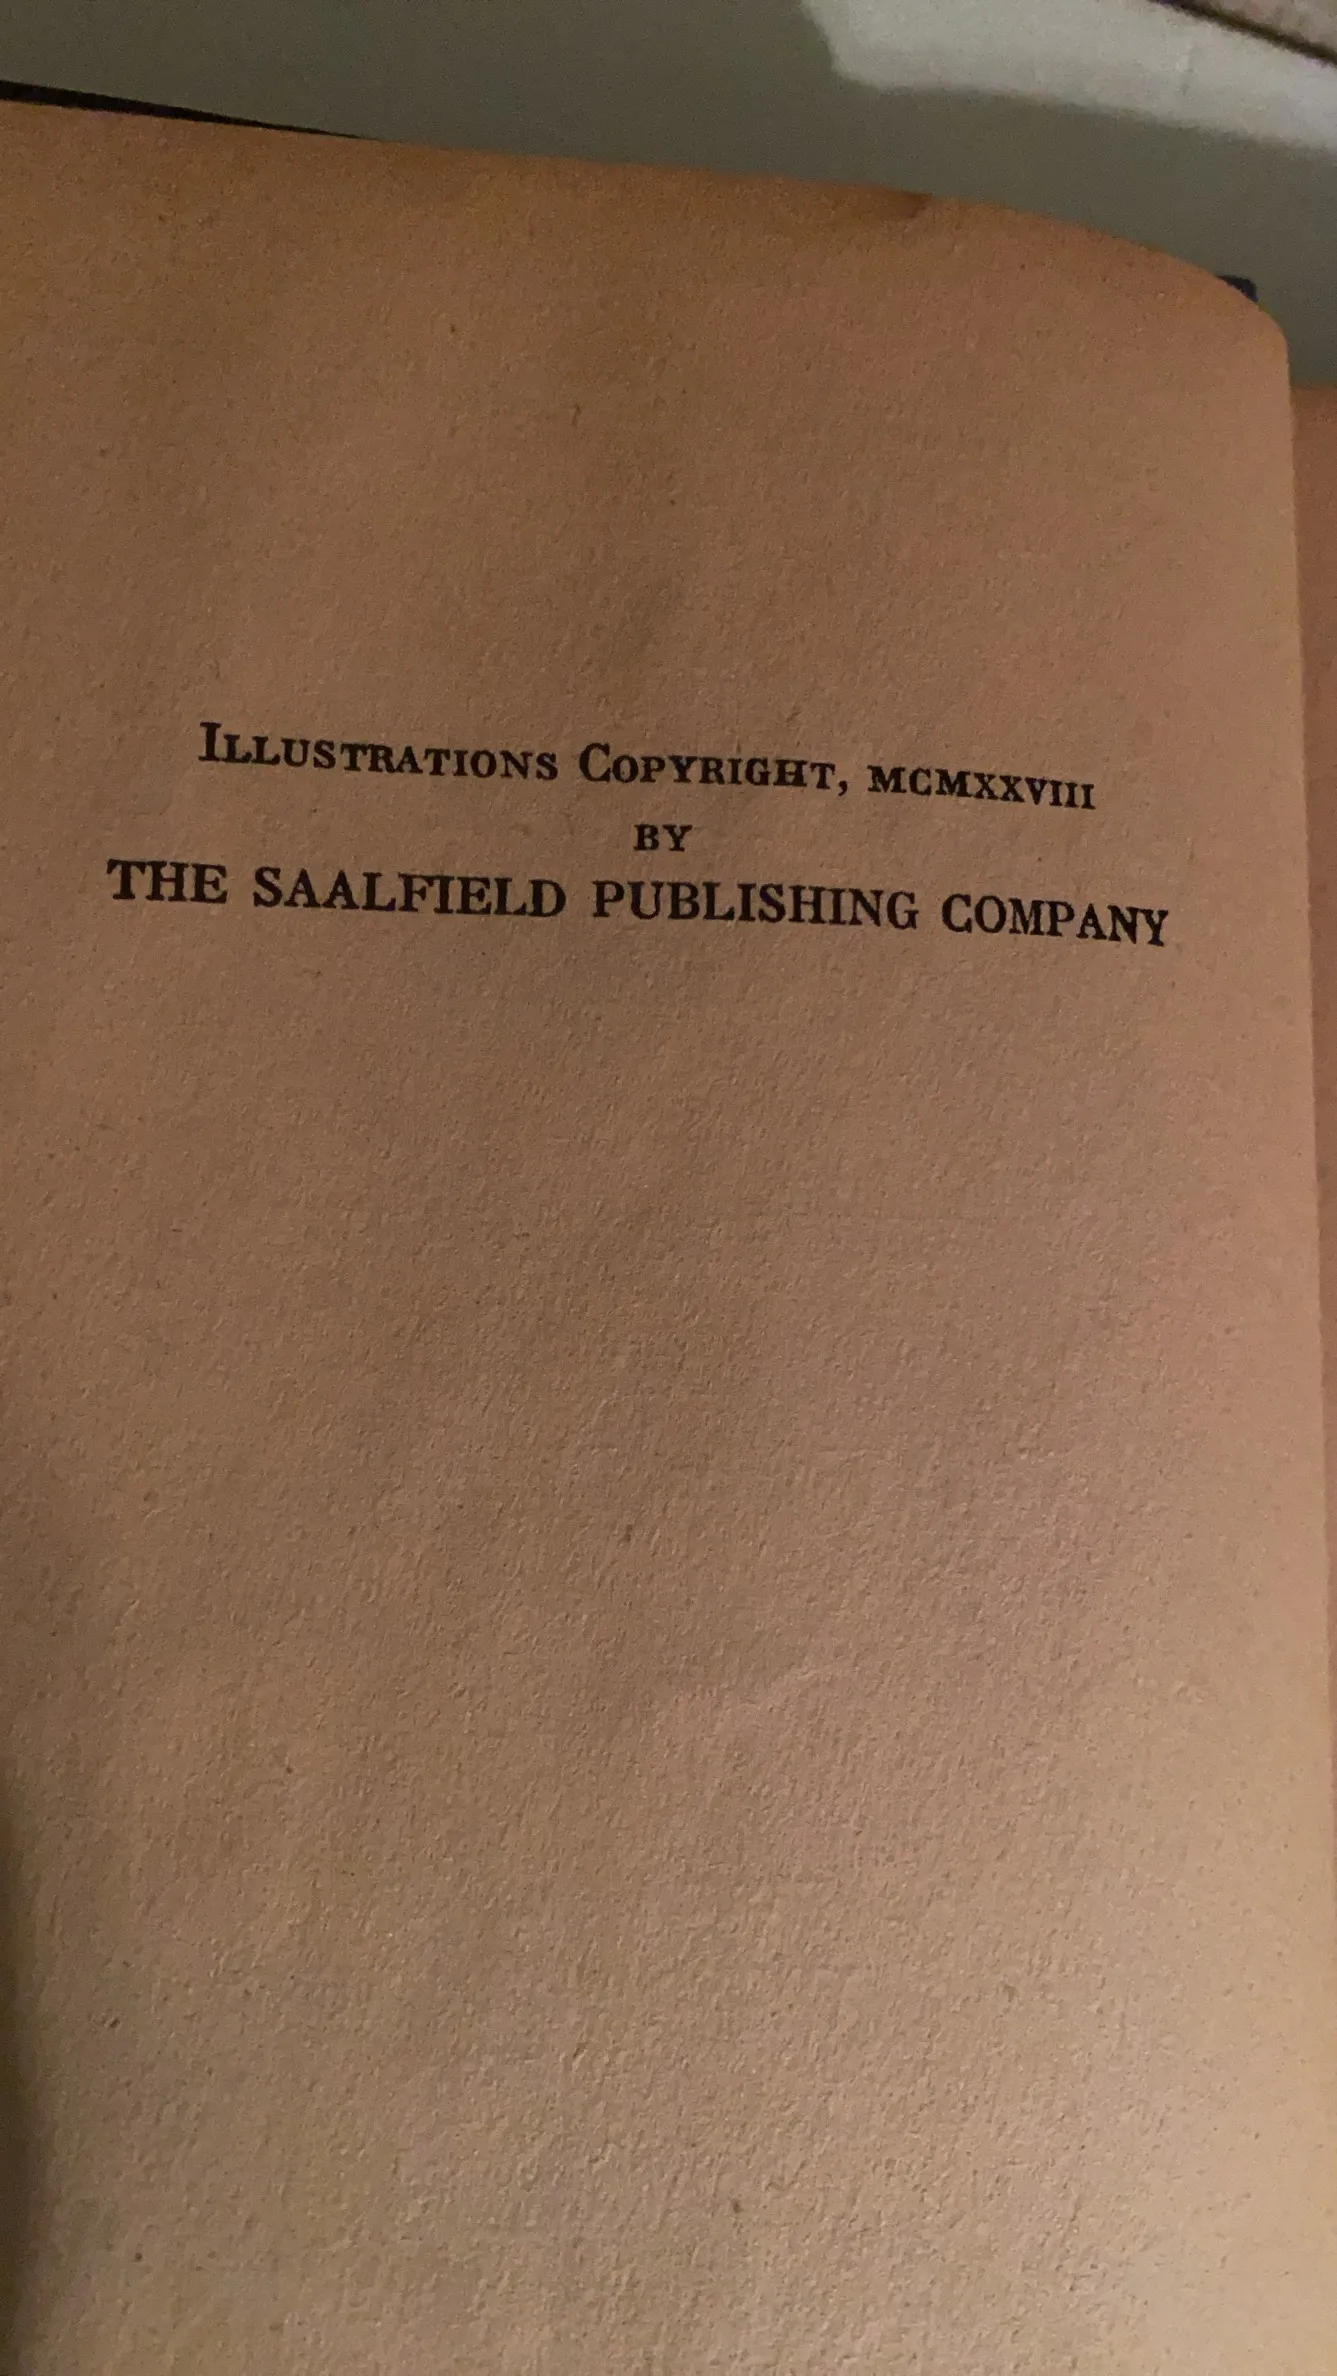 Illustrations Copyright, MCMXXVIII
BY
THE SAALFIELD PUBLISHING COMPANY